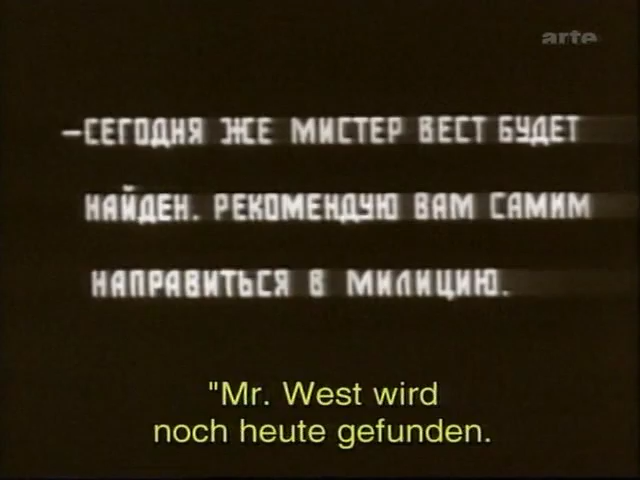 arte
–СЕГОДНЯ ЖЕ МИСТЕР ВЕСТ БУДЕТ
НАЙДЕН. РЕКОМЕНДУЮ ВАМ САМИМ
НАПРАВИТЬСЯ В МИЛИЦИЮ.
"Mr. West wird
noch heute gefunden.